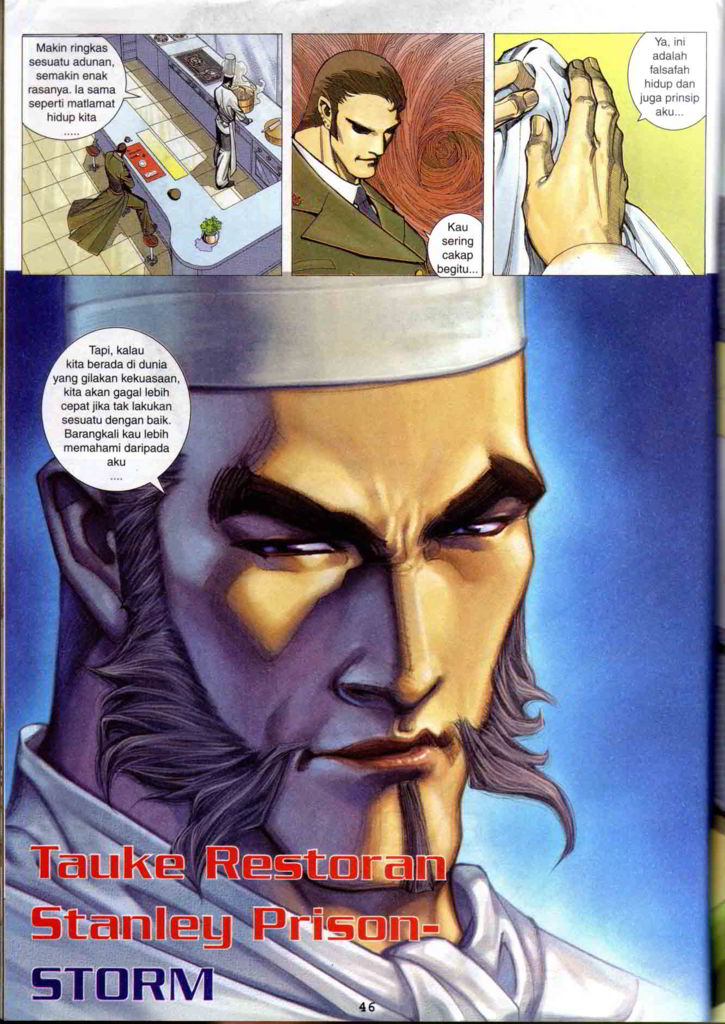 Makin ringkas
sesuatu adunan,
semakin enak
rasanya. Ia sama
seperti matlamat
hidup kita
.....
Kau
sering
cakap
begitu...
Ya, ini
adalah
falsafah
hidup dan
juga prinsip
aku...
Tapi, kalau
kita berada di dunia
yang gilakan kekuasaan,
kita akan gagal lebih
cepat jika tak lakukan
sesuatu dengan baik.
Barangkali kau lebih
memahami daripada
aku
....
Tauke Restoran
Stanley Prison-
STORM
46